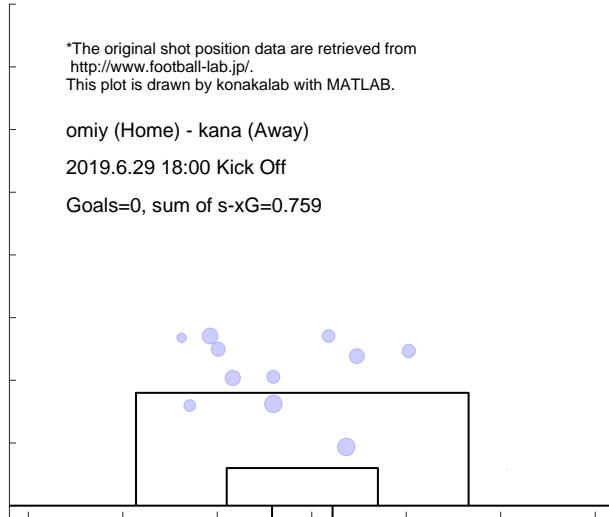 *The original shot position data are retrieved from
http://www.football-lab.jp/.
This plot is drawn by konakalab with MATLAB.
omiy (Home) - kana (Away)
2019.6.29 18:00 Kick Off
Goals=0, sum of s-xG=0.759